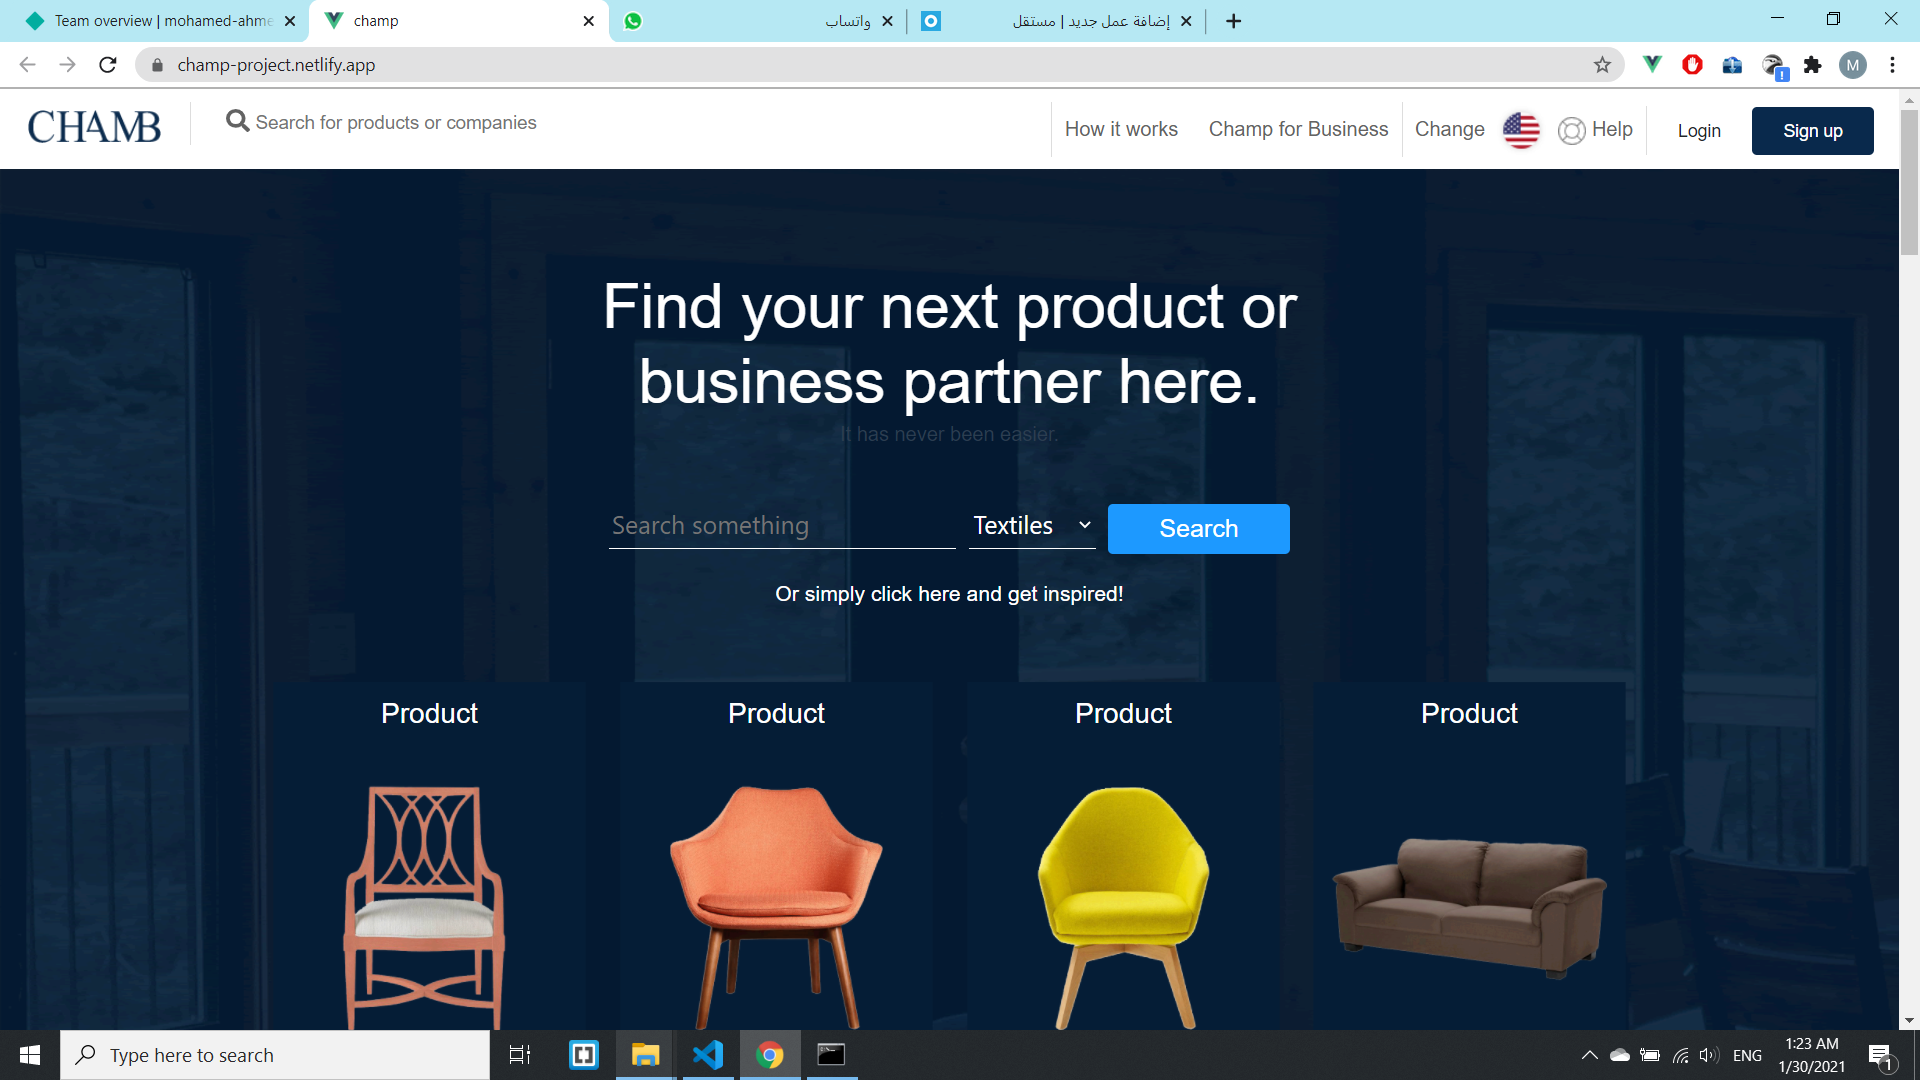 Team overview | mohamed-ahme
champ
واتساب
إضافة عمل جديد | مستقل
champ-project.netlify.app
M
CHAMB
Search for products or companies
How it works
Champ for Business
Change
Help
Login
Sign up
Find your next product or
business partner here.
It has never been easier.
Search something
Textiles
Search
Or simply click here and get inspired!
Product
Product
Product
Product
Type here to search
ENG
1:23 AM
1/30/2021
1